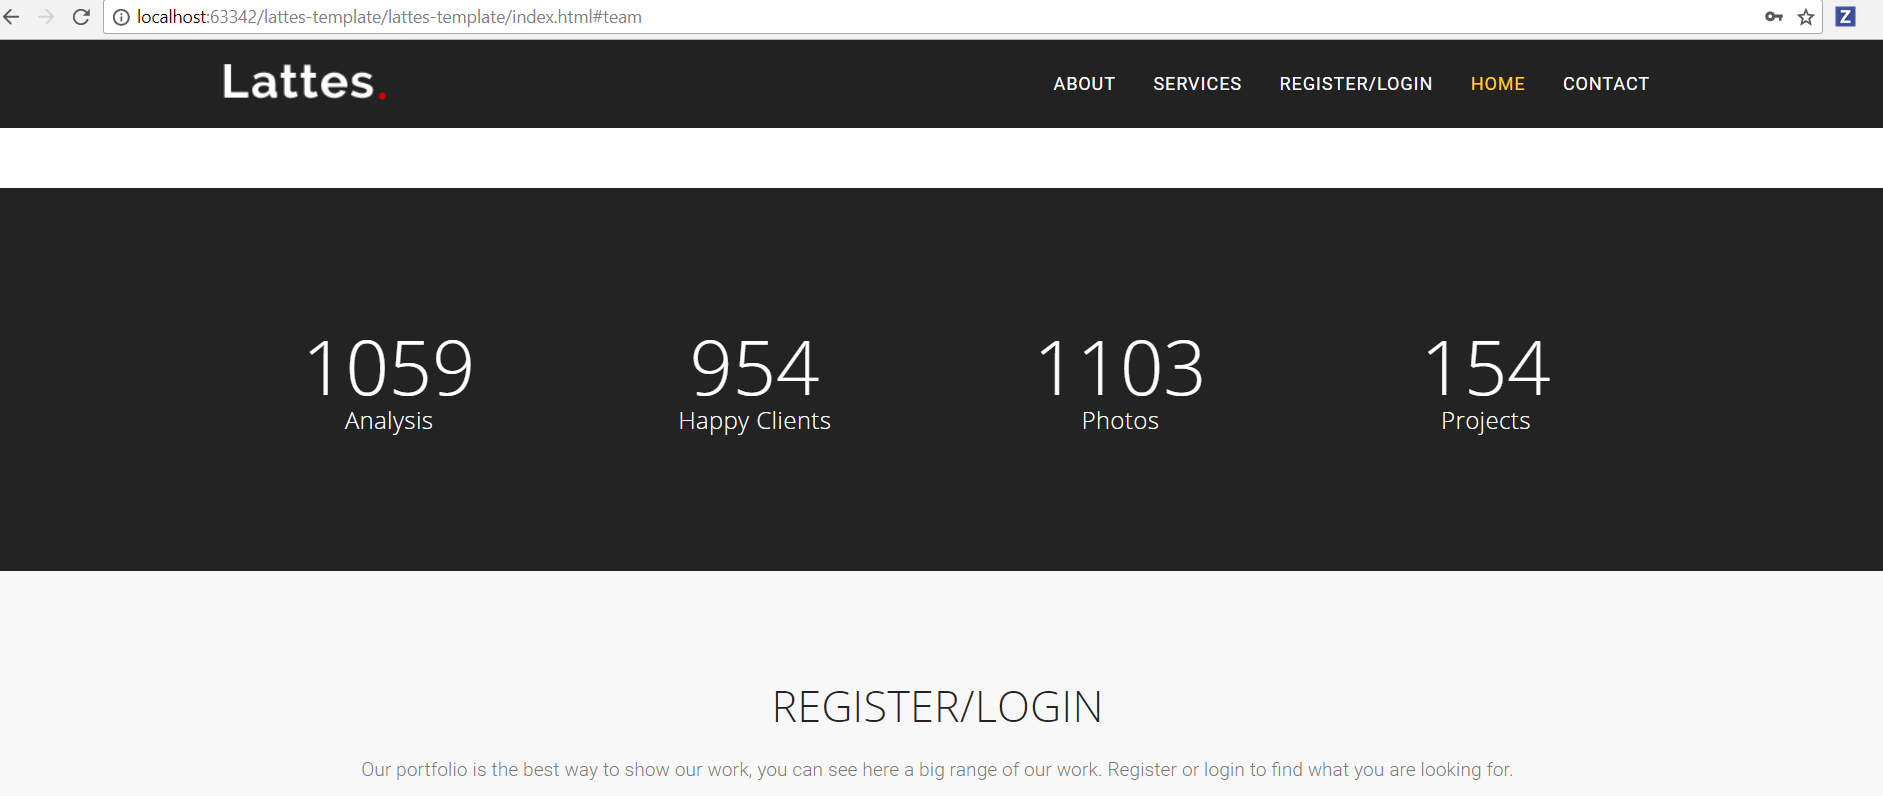 localhost:63342/lattes-template/lattes-template/index.html#team
Z
Lattes.
ABOUT SERVICES REGISTER/LOGIN HOME CONTACT
1059 954 1103 154
Analysis Happy Clients Photos Projects
REGISTER/LOGIN
Our portfolio is the best way to show our work, you can see here a big range of our work. Register or login to find what you are looking for.